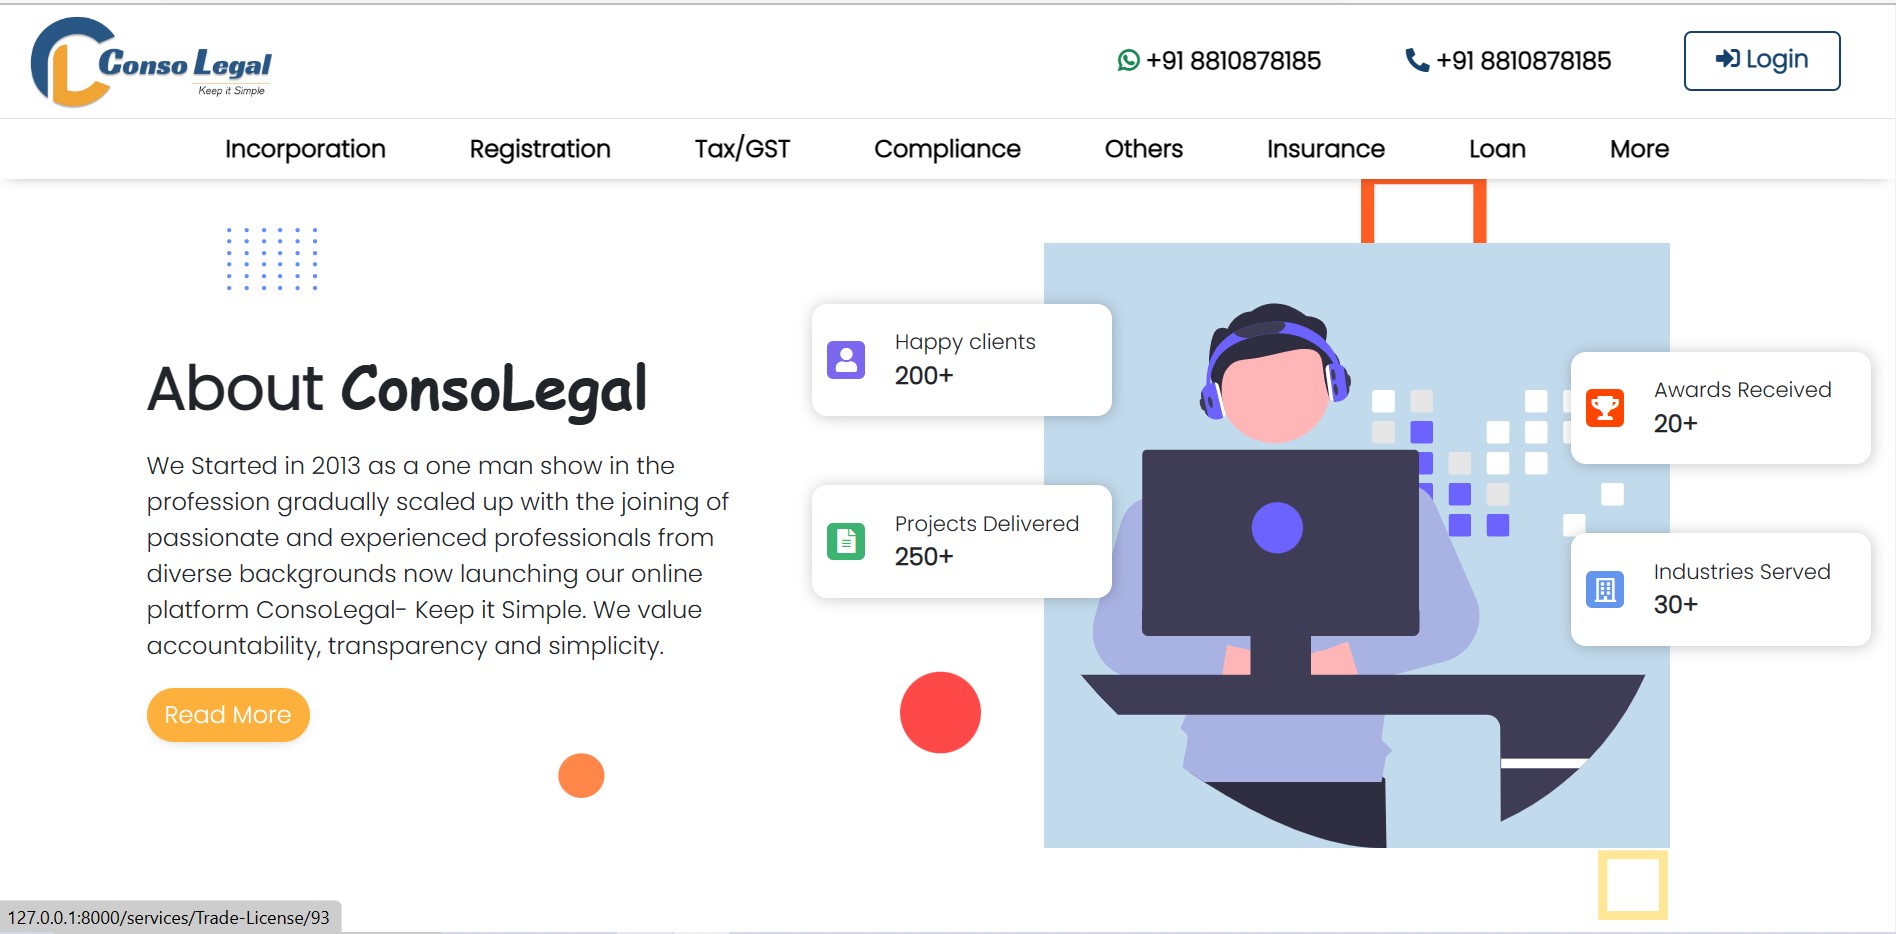 Conso Legal
Keep it Simple
+91 8810878185
+91 8810878185
Login
Incorporation
Registration
Tax/GST
Compliance
Others
Insurance
Loan
More
About ConsoLegal
We Started in 2013 as a one man show in the
profession gradually scaled up with the joining of
passionate and experienced professionals from
diverse backgrounds now launching our online
platform ConsoLegal- Keep it Simple. We value
accountability, transparency and simplicity.
Read More
Happy clients
200+
Projects Delivered
250+
Awards Received
20+
Industries Served
30+
127.0.0.1:8000/services/Trade-License/93